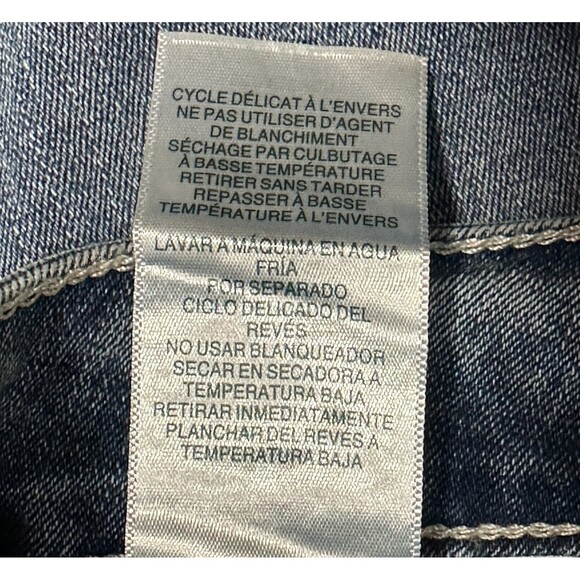 CYCLE DÉLICAT À L'ENVERS
NE PAS UTILISER D'AGENT
DE BLANCHIMENT
SÉCHAGE PAR CULBUTAGE
À BASSE TEMPÉRATURE
RETIRER SANS TARDER
REPASSER À BASSE
TEMPÉRATURE À L'ENVERS
LAVAR A MÁQUINA EN AGUA
FRÍA
POR SEPARADO
CICLO DELICADO DEL
REVÉS
NO USAR BLANQUEADOR
SECAR EN SECADORA A
TEMPERATURA BAJA
RETIRAR INMEDIATAMENTE
PLANCHAR DEL REVÉS A
TEMPERATURA BAJA